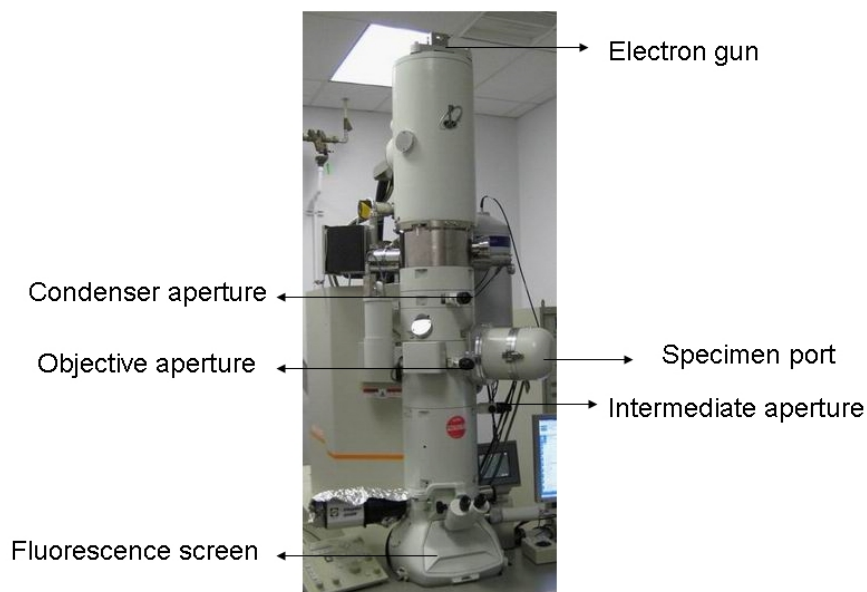 Electron gun
Condenser aperture
Objective aperture
Specimen port
Intermediate aperture
Fluorescence screen